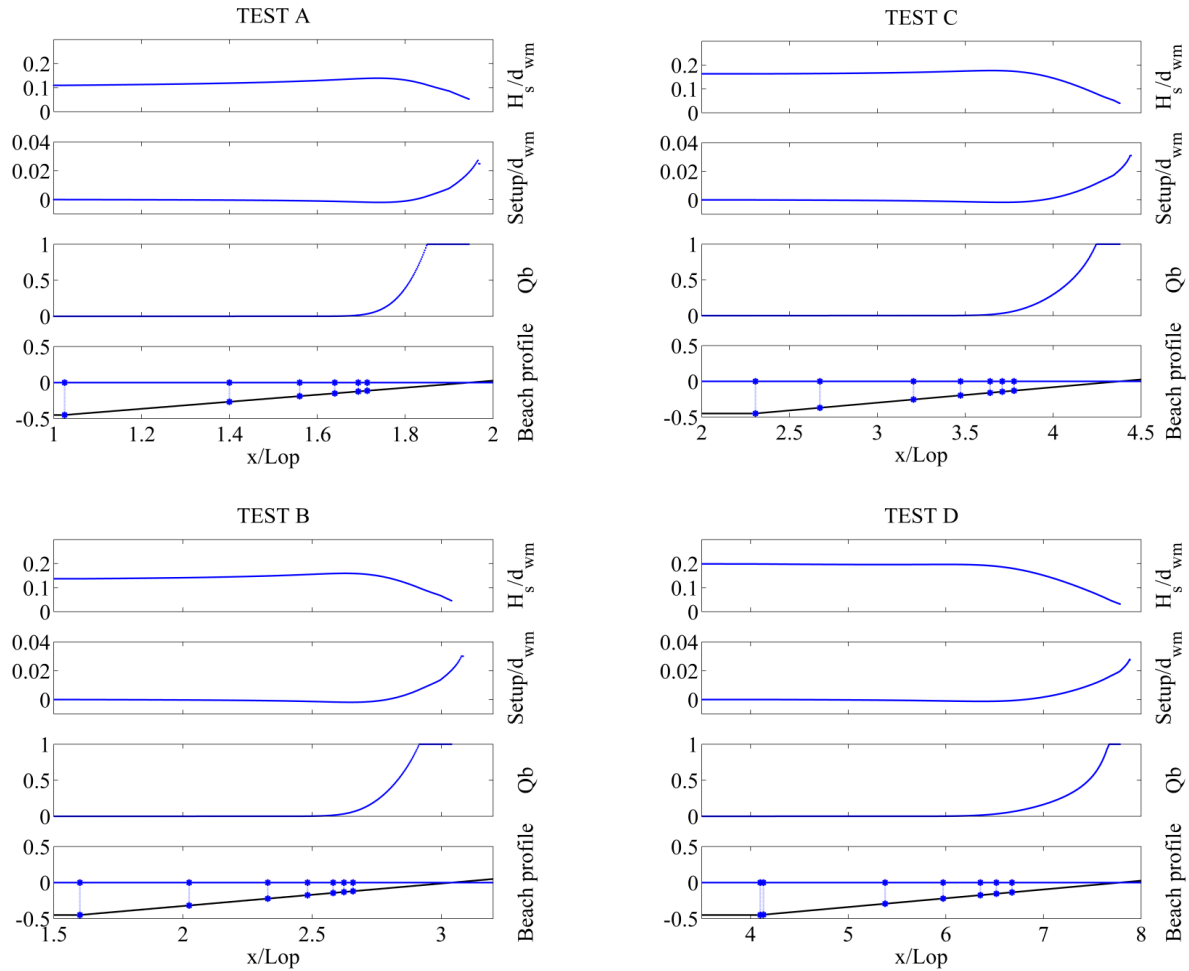 TEST A
0.2
0.1
0
H_s/d_wm
0.04
0.02
0
Setup/d_wm
1
0.5
0
Qb
0.5
0
-0.5
Beach profile
1 1.2 1.4 1.6 1.8 2
x/Lop
TEST C
0.2
0.1
0
H_s/d_wm
0.04
0.02
0
Setup/d_wm
1
0.5
0
Qb
0.5
0
-0.5
Beach profile
2 2.5 3 3.5 4 4.5
x/Lop
TEST B
0.2
0.1
0
H_s/d_wm
0.04
0.02
0
Setup/d_wm
1
0.5
0
Qb
0.5
0
-0.5
Beach profile
1.5 2 2.5 3
x/Lop
TEST D
0.2
0.1
0
H_s/d_wm
0.04
0.02
0
Setup/d_wm
1
0.5
0
Qb
0.5
0
-0.5
Beach profile
4 5 6 7 8
x/Lop